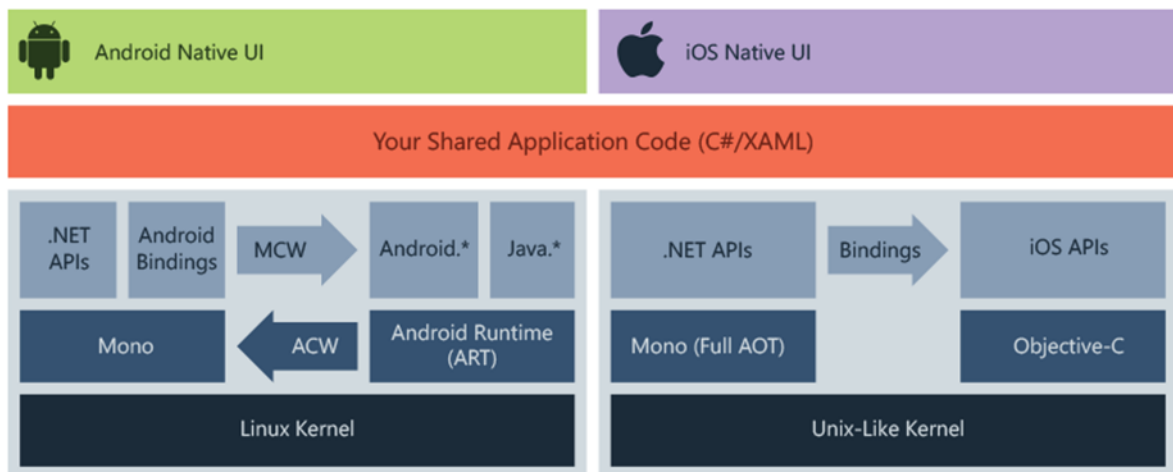 Android Native UI
iOS Native UI
Your Shared Application Code (C#/XAML)
.NET
APIs
Android
Bindings
MCW
Android.*
Java.*
.NET APIs
Bindings
iOS APIs
Mono
ACW
Android Runtime
(ART)
Mono (Full AOT)
Objective-C
Linux Kernel
Unix-Like Kernel